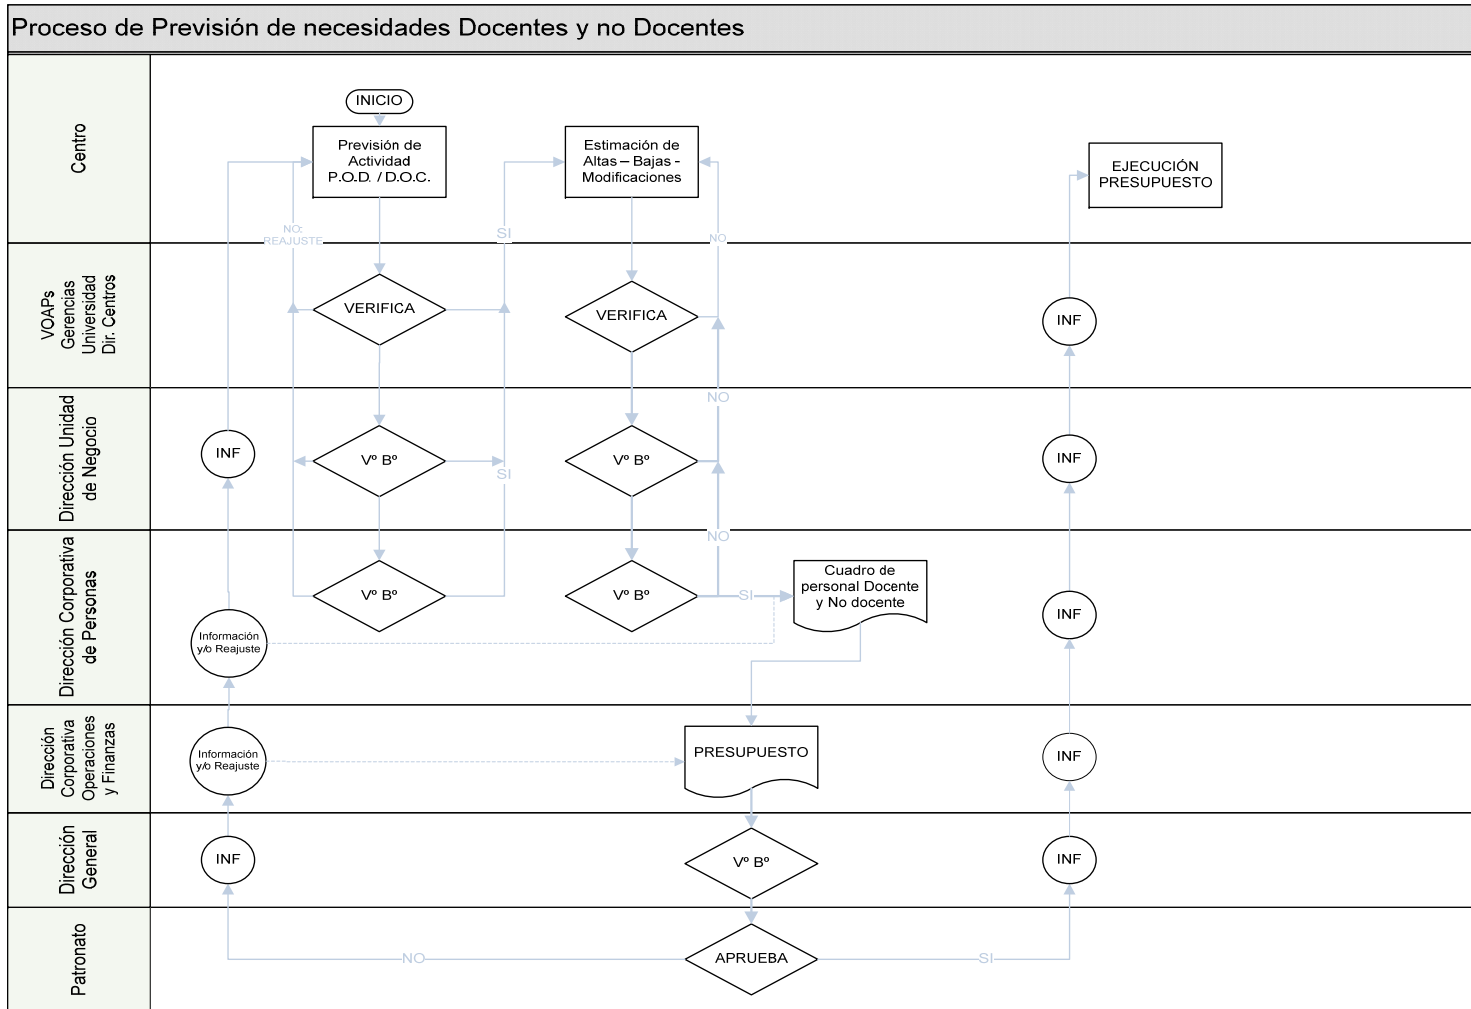 Proceso de Previsión de necesidades Docentes y no Docentes
Centro
INICIO
Previsión de
Actividad
P.O.D. / D.O.C.
Estimación de
Altas – Bajas -
Modificaciones
EJECUCIÓN
PRESUPUESTO
NO:
REAJUSTE
SI
NO
VOAPs
Gerencias
Universidad
Dir. Centros
VERIFICA
VERIFICA
INF
NO
Dirección Unidad
de Negocio
INF
Vº Bº
SI
Vº Bº
INF
NO
Dirección Corporativa
de Personas
Vº Bº
Vº Bº
SI
Cuadro de
personal Docente
y No docente
INF
Información
y/o Reajuste
Dirección
Corporativa
Operaciones
y Finanzas
Información
y/o Reajuste
PRESUPUESTO
INF
Dirección
General
INF
Vº Bº
INF
Patronato
NO
APRUEBA
SI